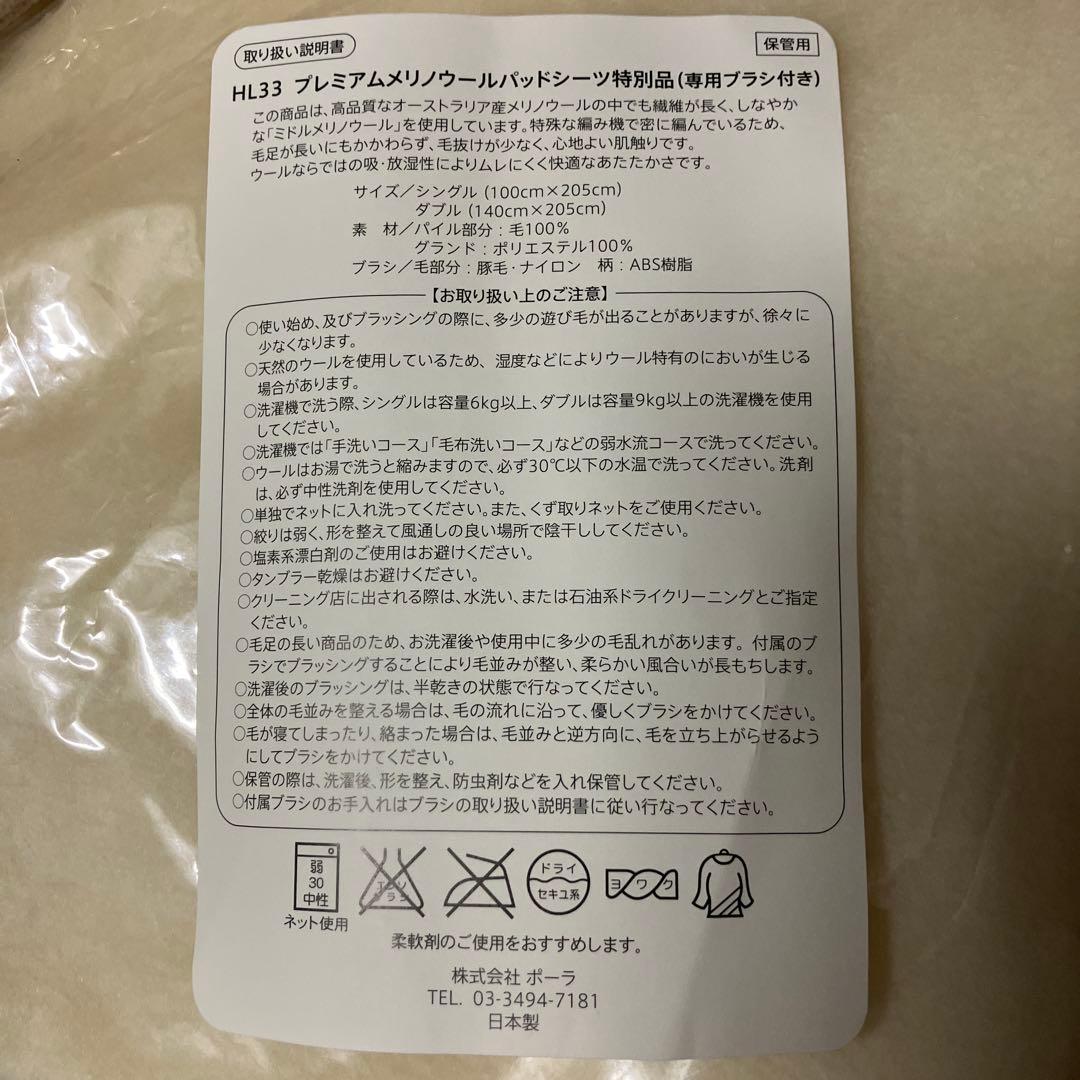 取り扱い説明書
保管用
HL33 プレミアムメリノウールパッドシーツ特別品(専用ブラシ付き)
この商品は、高品質なオーストラリア産メリノウールの中でも繊維が長く、しなやか
な「ミドルメリノウール」を使用しています。特殊な編み機で密に編んでいるため、
毛足が長いにもかかわらず、毛抜けが少なく、心地よい肌触りです。
ウールならではの吸・放湿性によりムレにくく快適なあたたかさです。
サイズ／シングル (100cm×205cm)
ダブル (140cm×205cm)
素 材／パイル部分：毛100%
グランド：ポリエステル100%
ブラシ／毛部分：豚毛・ナイロン 柄：ABS樹脂
【お取り扱い上のご注意】
○使い始め、及びブラッシングの際に、多少の遊び毛が出ることがありますが、徐々に
少なくなります。
○天然のウールを使用しているため、湿度などによりウール特有のにおいが生じる
場合があります。
○洗濯機で洗う際、シングルは容量6kg以上、ダブルは容量9kg以上の洗濯機を使用
してください。
○洗濯機では「手洗いコース」「毛布洗いコース」などの弱水流コースで洗ってください。
○ウールはお湯で洗うと縮みますので、必ず30℃以下の水温で洗ってください。洗剤
は、必ず中性洗剤を使用してください。
○単独でネットに入れ洗ってください。また、くず取りネットをご使用ください。
○絞りは弱く、形を整えて風通しの良い場所で陰干ししてください。
○塩素系漂白剤のご使用はお避けください。
○タンブラー乾燥はお避けください。
○クリーニング店に出される際は、水洗い、または石油系ドライクリーニングとご指定
ください。
○毛足の長い商品のため、お洗濯後や使用中に多少の毛乱れがあります。付属のブ
ラシでブラッシングすることにより毛並みが整い、柔らかい風合いが長もちします。
○洗濯後のブラッシングは、半乾きの状態で行なってください。
○全体の毛並みを整える場合は、毛の流れに沿って、優しくブラシをかけてください。
○毛が寝てしまったり、絡まった場合は、毛並みと逆方向に、毛を立ち上がらせるよう
にしてブラシをかけてください。
○保管の際は、洗濯後、形を整え、防虫剤などを入れ保管してください。
○付属ブラシのお手入れはブラシの取り扱い説明書に従い行なってください。
弱
30
中性
エンソ
サラシ
ドライ
セキユ系
ヨワク
ネット使用
柔軟剤のご使用をおすすめします。
株式会社 ポーラ
TEL. 03-3494-7181
日本製